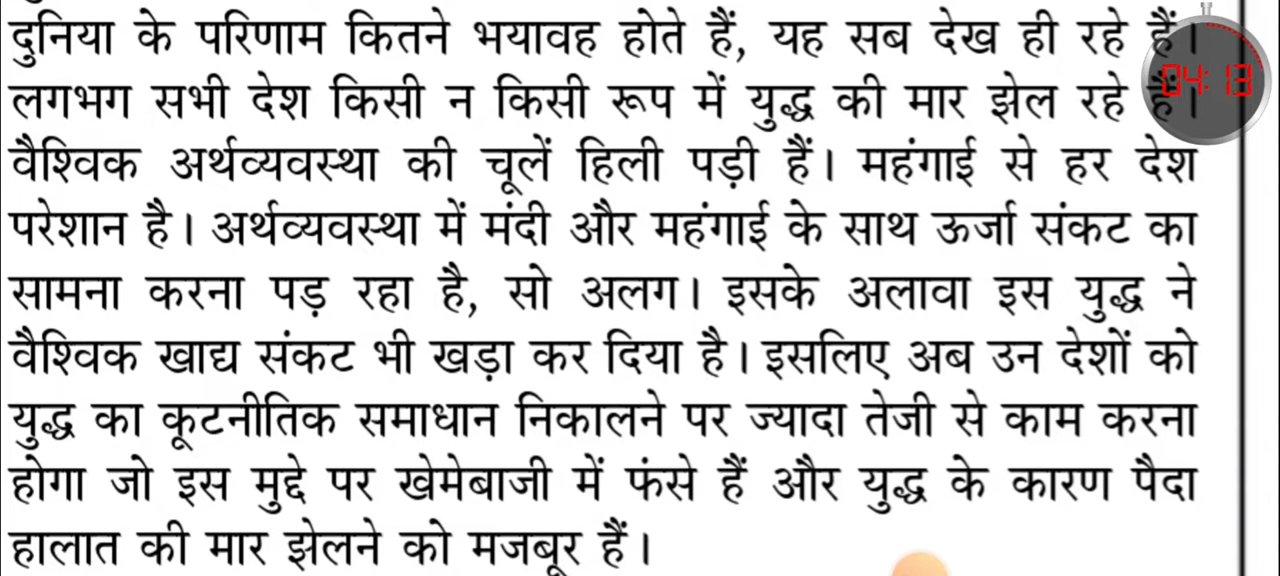 दुनिया के परिणाम कितने भयावह होते हैं, यह सब देख ही रहे हैं।
04:13
लगभग सभी देश किसी न किसी रूप में युद्ध की मार झेल रहे हैं।
वैश्विक अर्थव्यवस्था की चूलें हिली पड़ी हैं। महंगाई से हर देश
परेशान है। अर्थव्यवस्था में मंदी और महंगाई के साथ ऊर्जा संकट का
सामना करना पड़ रहा है, सो अलग। इसके अलावा इस युद्ध ने
वैश्विक खाद्य संकट भी खड़ा कर दिया है। इसलिए अब उन देशों को
युद्ध का कूटनीतिक समाधान निकालने पर ज्यादा तेजी से काम करना
होगा जो इस मुद्दे पर खेमेबाजी में फंसे हैं और युद्ध के कारण पैदा
हालात की मार झेलने को मजबूर हैं।